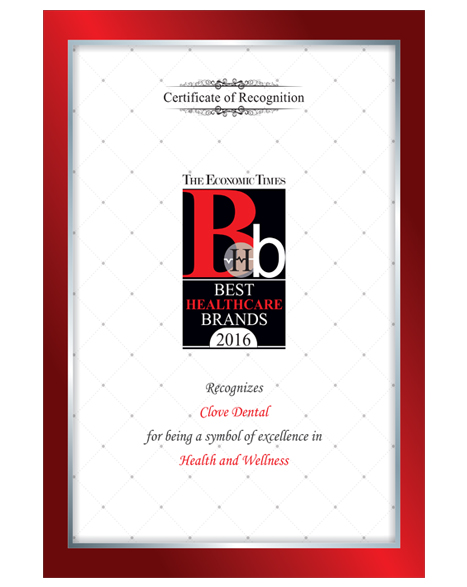 Certificate of Recognition
THE ECONOMIC TIMES
BHb
BEST
HEALTHCARE
BRANDS
2016
Recognizes
Clove Dental
for being a symbol of excellence in
Health and Wellness